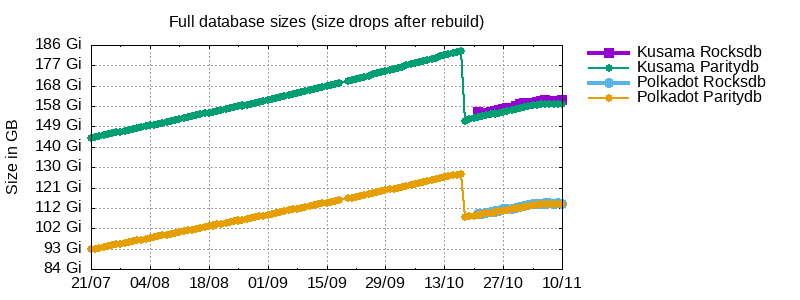 Full database sizes (size drops after rebuild)
186 Gi
177 Gi
168 Gi
158 Gi
149 Gi
140 Gi
130 Gi
121 Gi
112 Gi
102 Gi
93 Gi
84 Gi
Size in GB
21/07 04/08 18/08 01/09 15/09 29/09 13/10 27/10 10/11
Kusama Rocksdb
Kusama Paritydb
Polkadot Rocksdb
Polkadot Paritydb